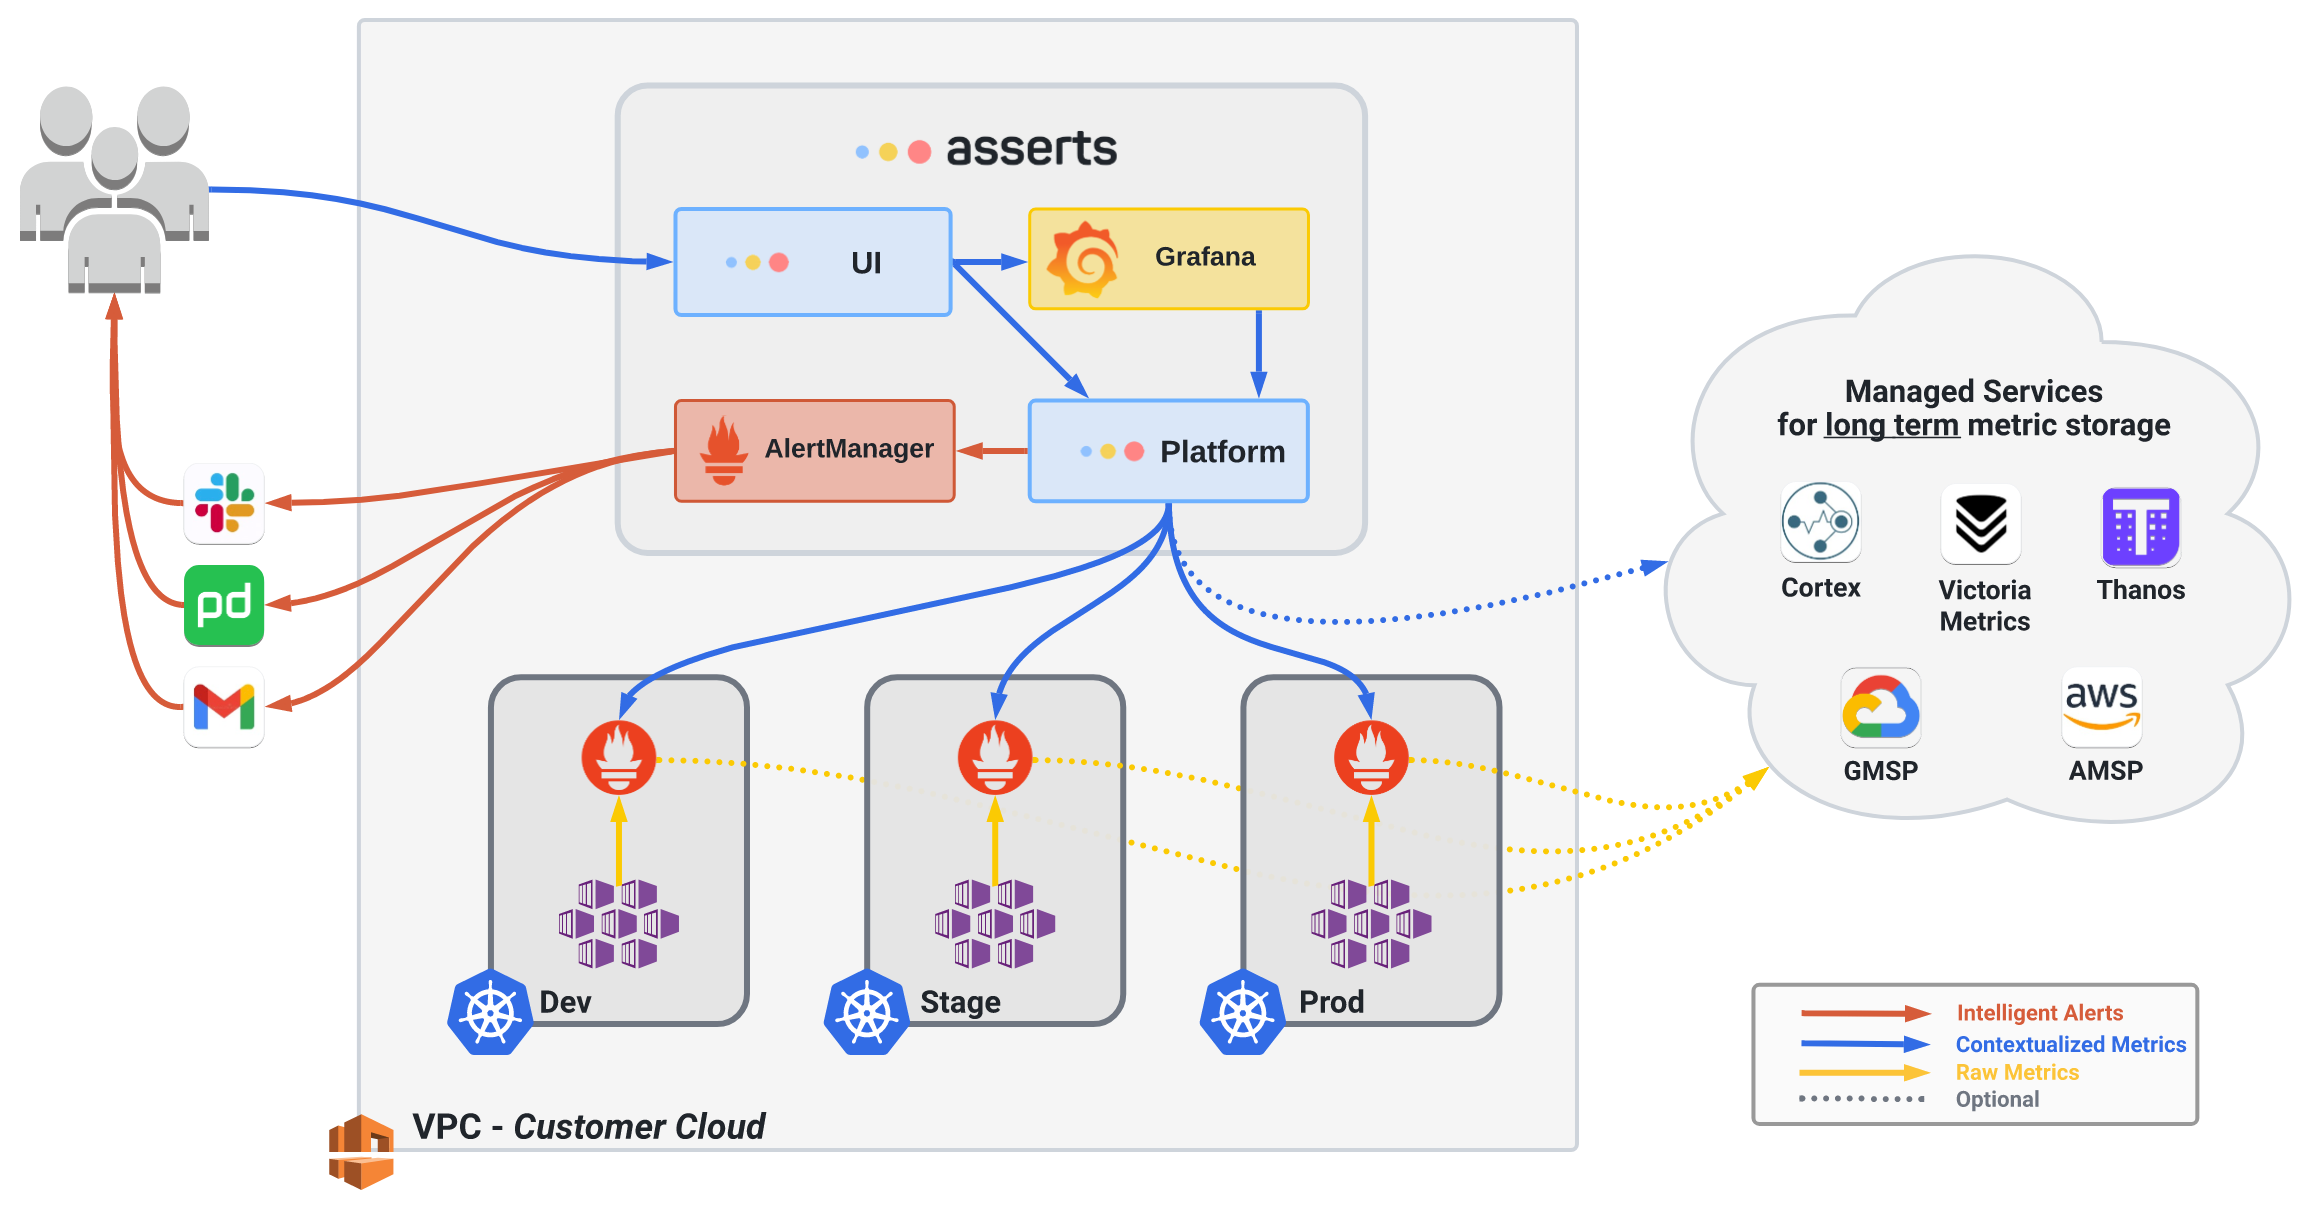 asserts
UI
Grafana
AlertManager
Platform
pd
Managed Services
for long term metric storage
Cortex
Victoria
Metrics
Thanos
GMSP
aws
AMSP
Dev
Stage
Prod
Intelligent Alerts
Contextualized Metrics
Raw Metrics
Optional
VPC - Customer Cloud